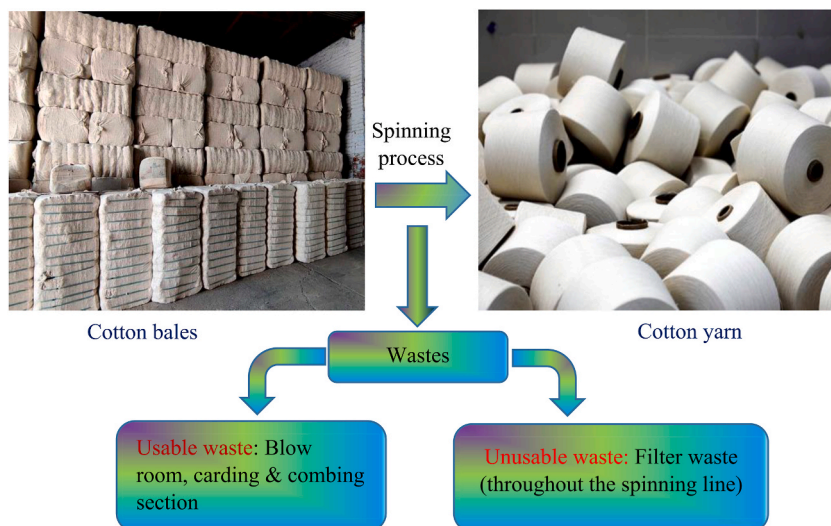 Spinning
process
Cotton bales
Cotton yarn
Wastes
Usable waste: Blow
room, carding & combing
section
Unusable waste: Filter waste
(throughout the spinning line)